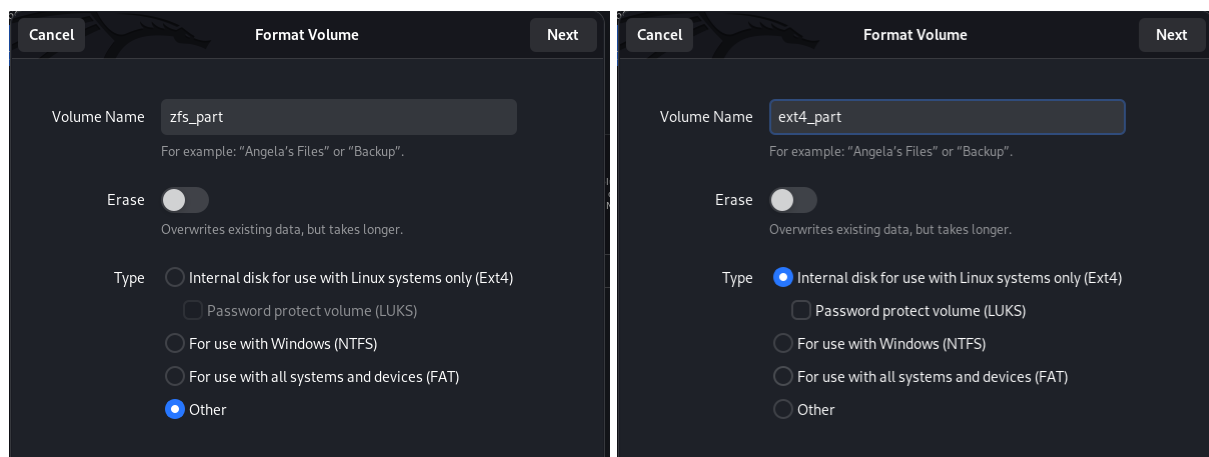 Cancel
Format Volume
Next
Volume Name
zfs_part
For example: “Angela’s Files” or “Backup”.
Erase
Overwrites existing data, but takes longer.
Type
Internal disk for use with Linux systems only (Ext4)
Password protect volume (LUKS)
For use with Windows (NTFS)
For use with all systems and devices (FAT)
Other
Cancel
Format Volume
Next
Volume Name
ext4_part
For example: “Angela’s Files” or “Backup”.
Erase
Overwrites existing data, but takes longer.
Type
Internal disk for use with Linux systems only (Ext4)
Password protect volume (LUKS)
For use with Windows (NTFS)
For use with all systems and devices (FAT)
Other